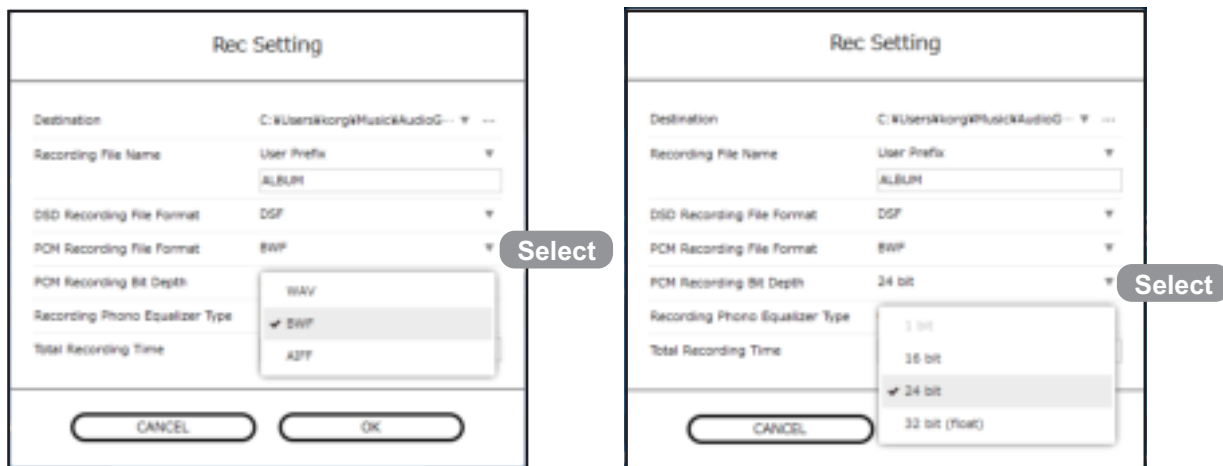 Rec Setting
Destination C:¥Users¥korg¥Music¥AudioG··· ▼ ···
Recording File Name User Prefix ▼
ALBUM
DSD Recording File Format DSF ▼
PCM Recording File Format BWF ▼ Select
PCM Recording Bit Depth
WAV
Recording Phono Equalizer Type ✔ BWF
Total Recording Time AIFF
CANCEL OK
Rec Setting
Destination C:¥Users¥korg¥Music¥AudioG··· ▼ ···
Recording File Name User Prefix ▼
ALBUM
DSD Recording File Format DSF ▼
PCM Recording File Format BWF ▼
PCM Recording Bit Depth 24 bit ▼ Select
Recording Phono Equalizer Type
1 bit
Total Recording Time 16 bit
✔ 24 bit
CANCEL 32 bit (float)